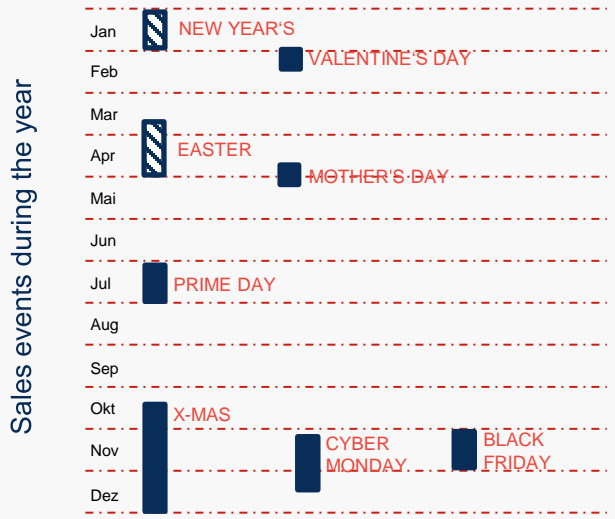 Sales events during the year
Jan
NEW YEAR'S
Feb
VALENTINE'S DAY
Mar
Apr
EASTER
Mai
MOTHER'S DAY
Jun
Jul
PRIME DAY
Aug
Sep
Okt
X-MAS
Nov
CYBER
MONDAY
BLACK
FRIDAY
Dez